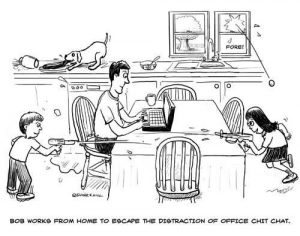 FORE!
BOB WORKS FROM HOME TO ESCAPE THE DISTRACTION OF OFFICE CHIT CHAT.